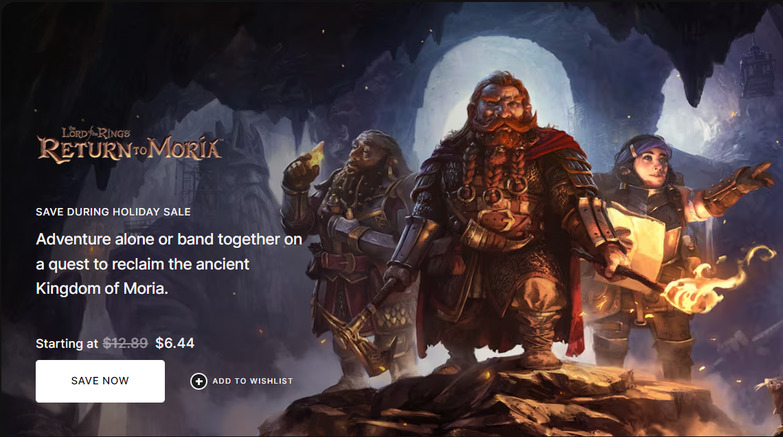 The Lord of the Rings
RETURN TO MORIA
SAVE DURING HOLIDAY SALE
Adventure alone or band together on
a quest to reclaim the ancient
Kingdom of Moria.
Starting at $12.89 $6.44
SAVE NOW
ADD TO WISHLIST